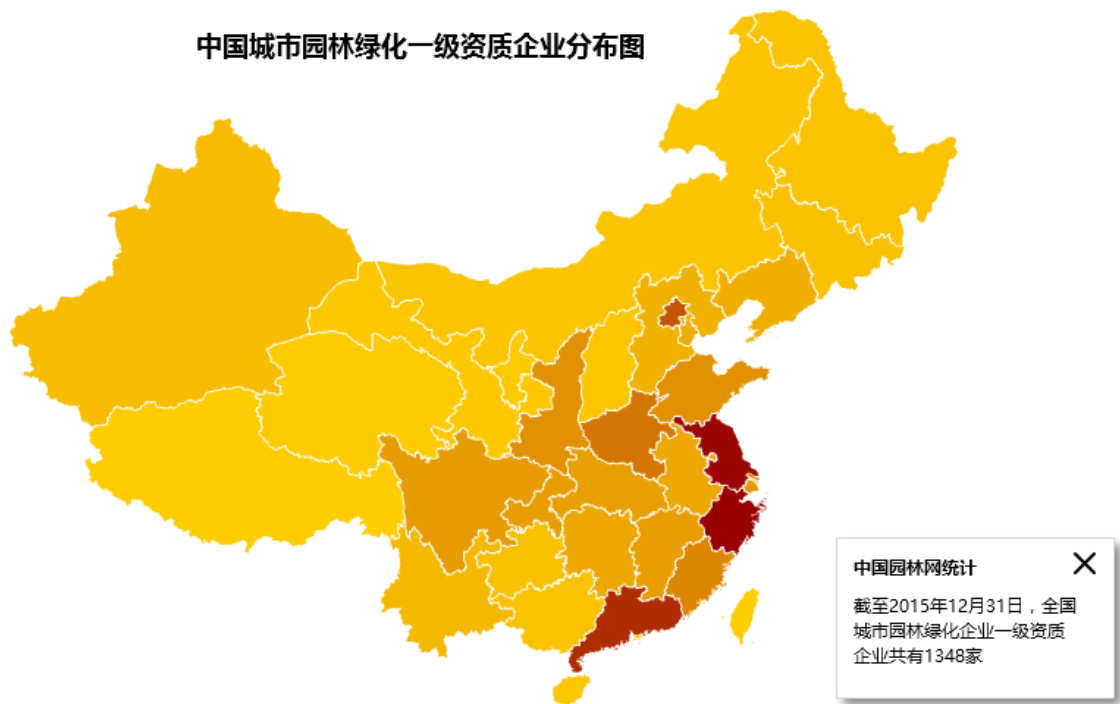 中国城市园林绿化一级资质企业分布图
中国园林网统计
截至2015年12月31日，全国
城市园林绿化企业一级资质
企业共有1348家